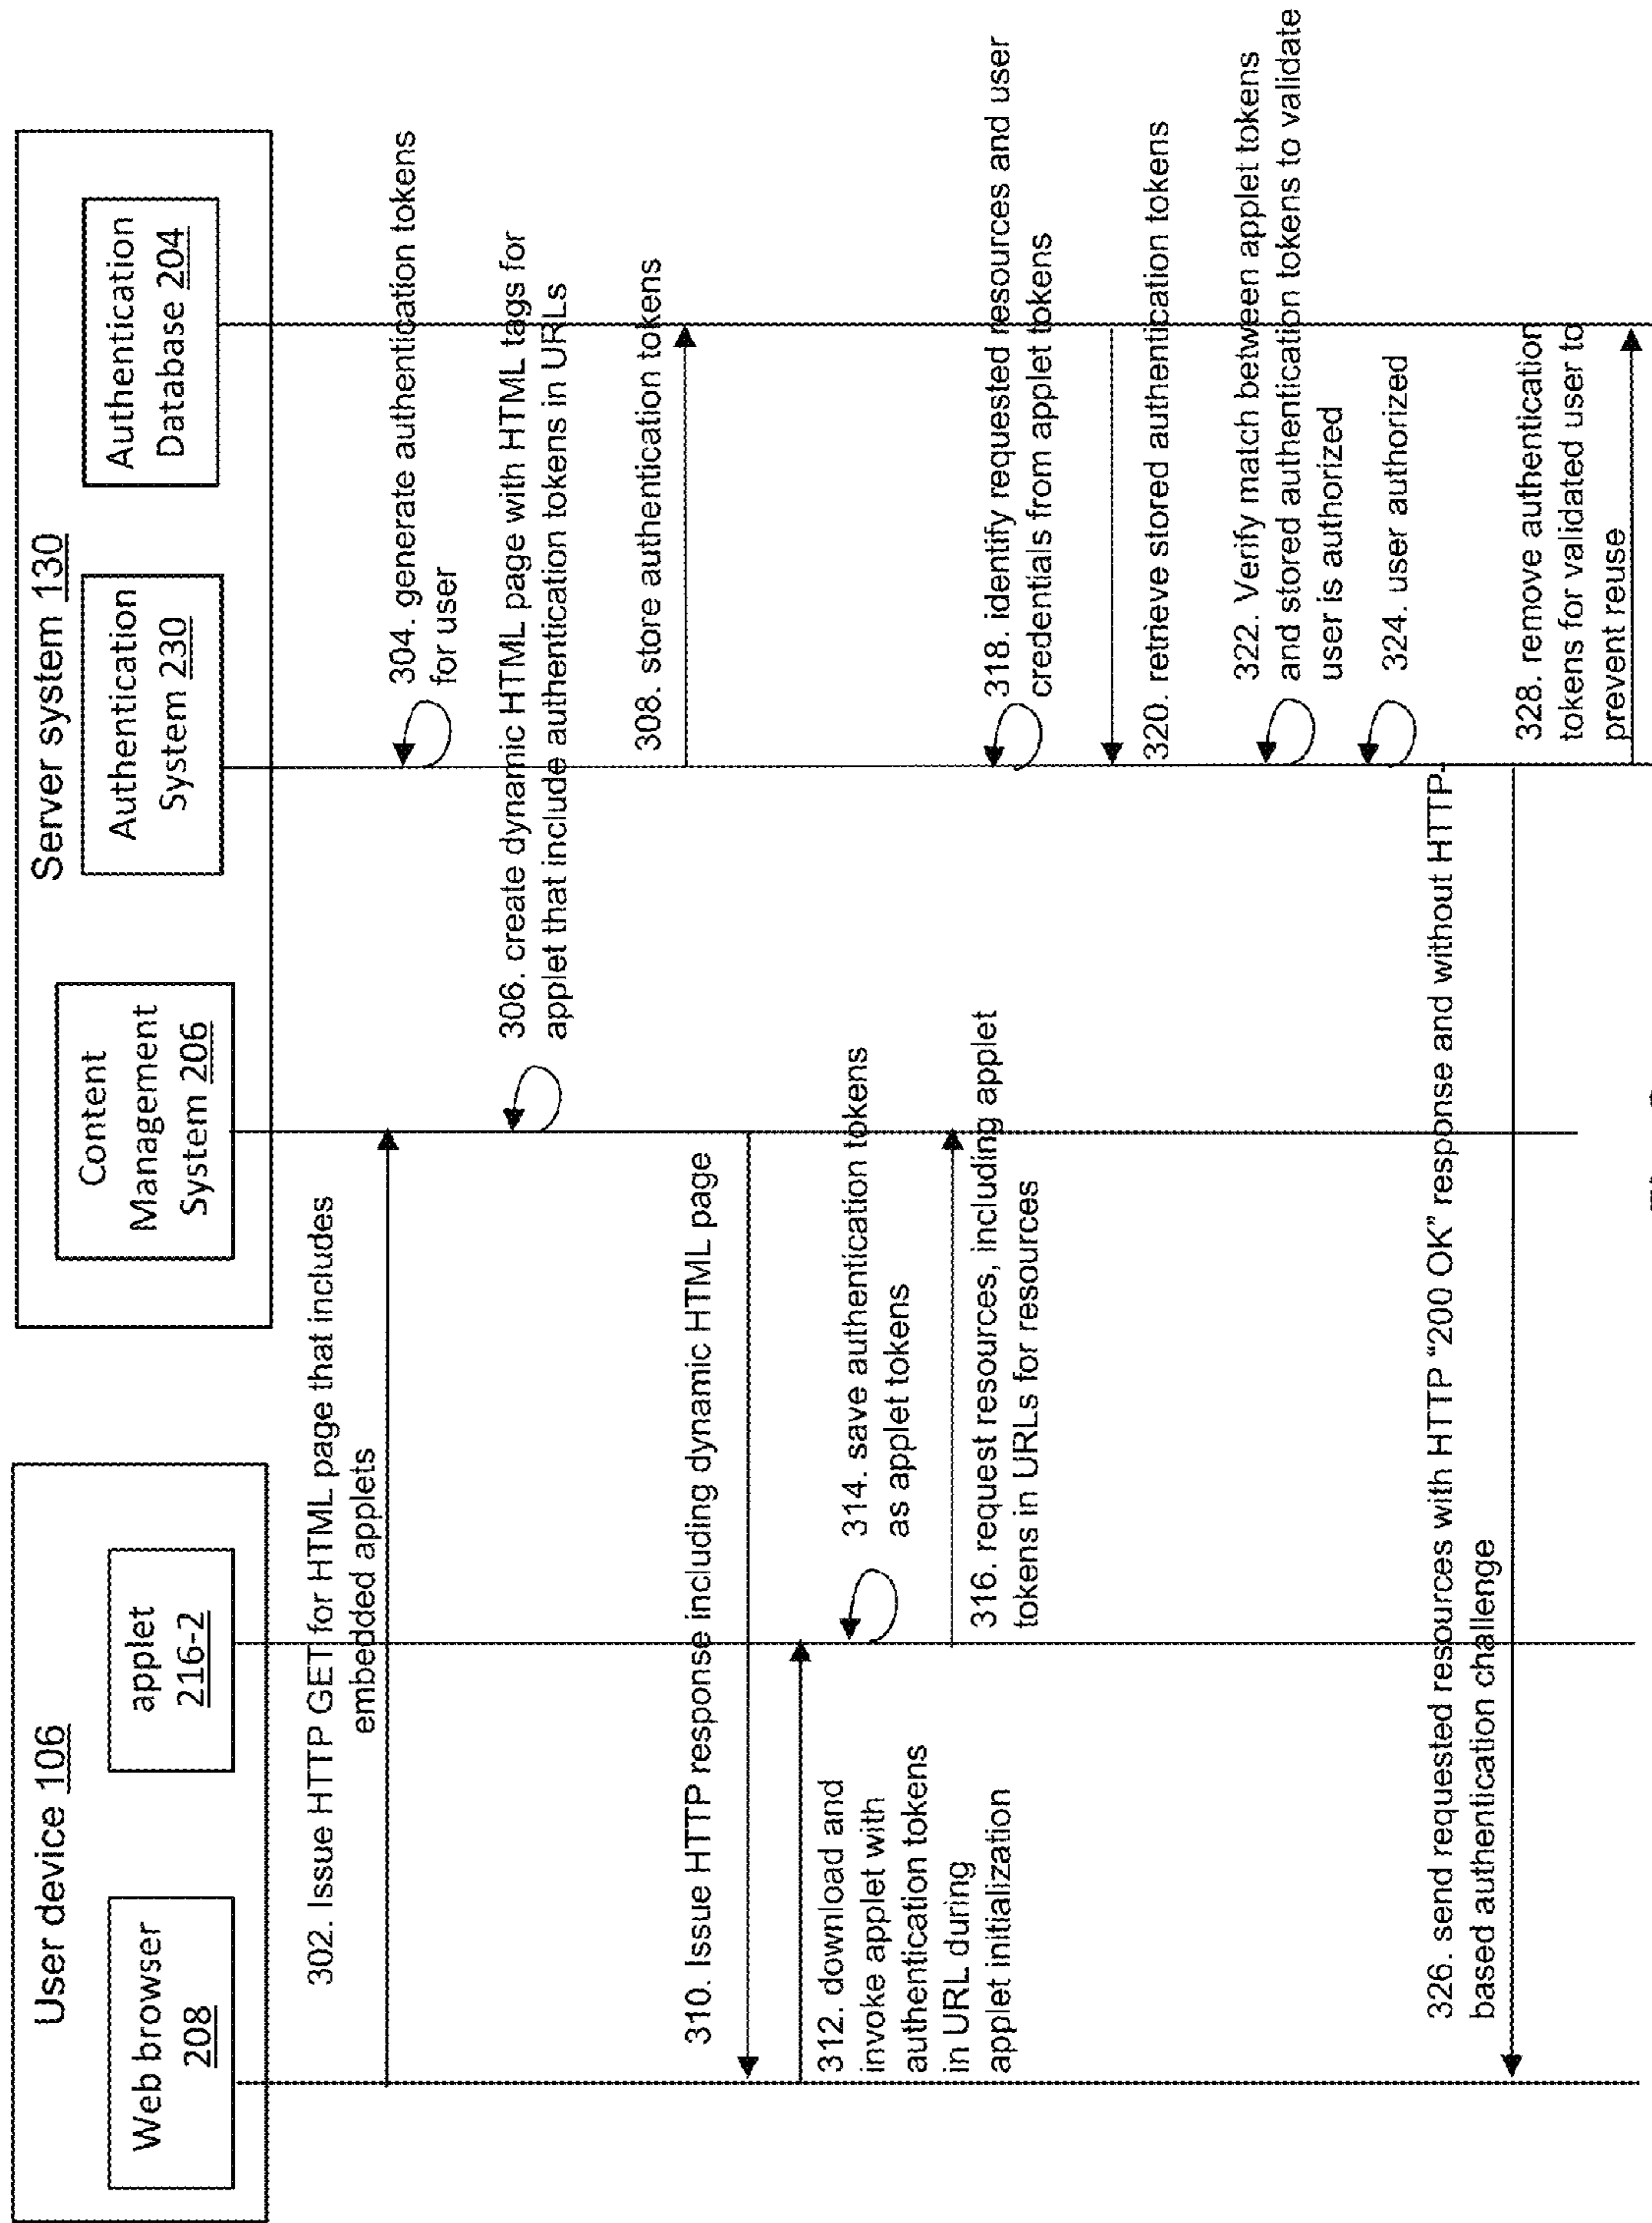 User device 106
Server system 130
Web browser
208
applet
216-2
Content
Management
System 206
Authentication
System 230
Authentication
Database 204
302. Issue HTTP GET for HTML page that includes
embedded applets
304. generate authentication tokens
for user
306. create dynamic HTML page with HTML tags for
applet that include authentication tokens in URLs
308. store authentication tokens
310. Issue HTTP response including dynamic HTML page
312. download and
invoke applet with
authentication tokens
in URL during
applet initialization
314. save authentication tokens
as applet tokens
316. request resources, including applet
tokens in URLs for resources
318. identify requested resources and user
credentials from applet tokens
320. retrieve stored authentication tokens
322. Verify match between applet tokens
and stored authentication tokens to validate
user is authorized
324. user authorized
326. send requested resources with HTTP “200 OK” response and without HTTP-
based authentication challenge
328. remove authentication
tokens for validated user to
prevent reuse